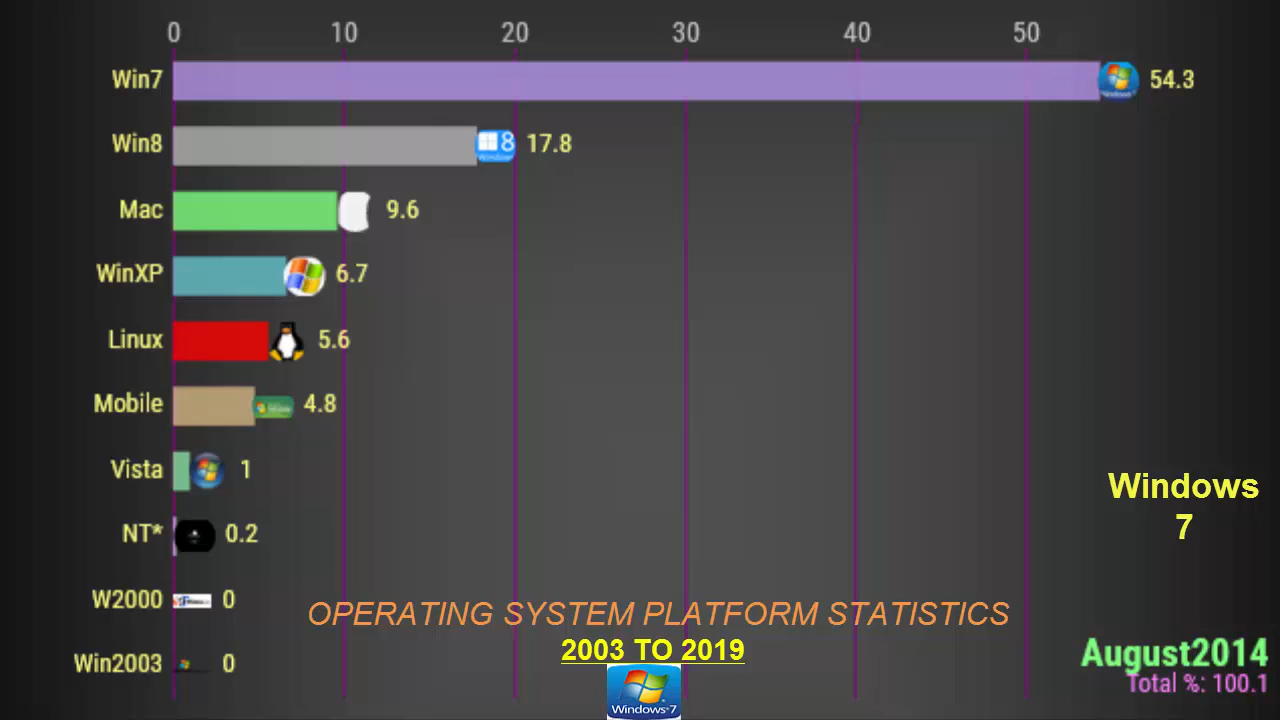 0 10 20 30 40 50
Win7 54.3
Win8 8 17.8
Mac 9.6
WinXP 6.7
Linux 5.6
Mobile 4.8
Vista 1
NT* 0.2
W2000 0
Win2003 0
Windows
7
OPERATING SYSTEM PLATFORM STATISTICS
2003 TO 2019
Windows 7
August2014
Total %: 100.1